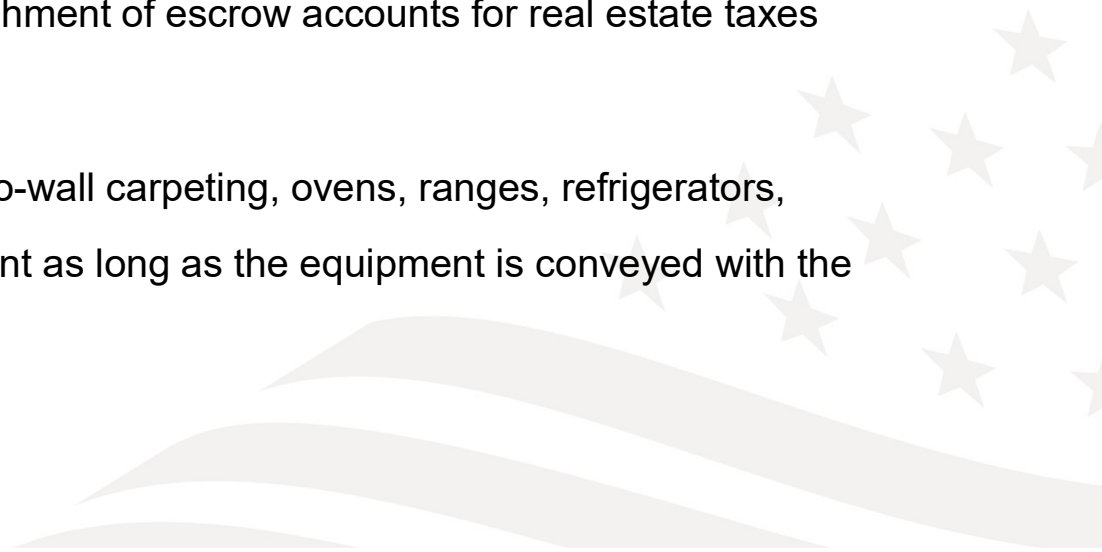 hment of escrow accounts for real estate taxes
o-wall carpeting, ovens, ranges, refrigerators,
nt as long as the equipment is conveyed with the